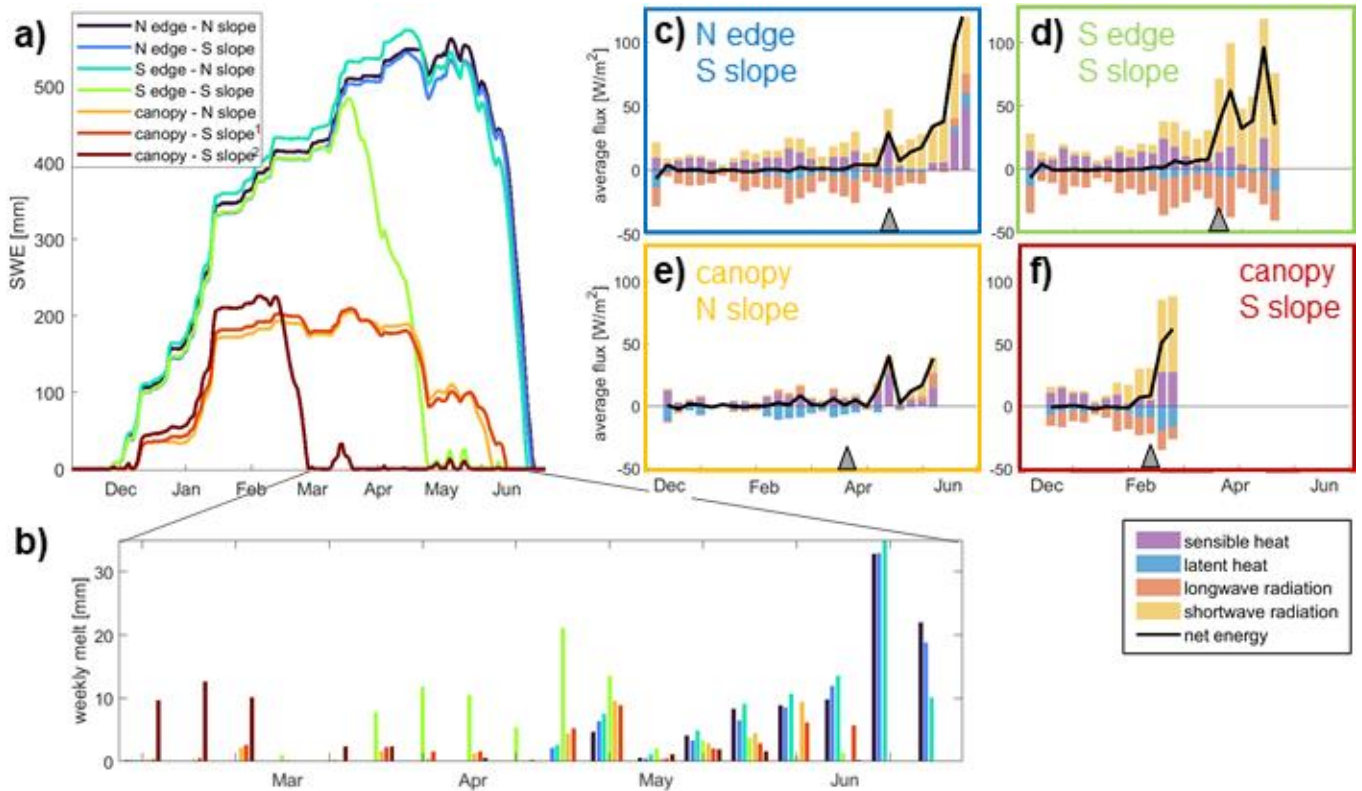 a)
N edge - N slope
N edge - S slope
S edge - N slope
S edge - S slope
canopy - N slope
canopy - S slope1
canopy - S slope2
SWE [mm]
500
400
300
200
100
0
Dec Jan Feb Mar Apr May Jun
b)
weekly melt [mm]
30
20
10
0
Mar Apr May Jun
c)
N edge
S slope
average flux [W/m2]
100
50
0
-50
d)
S edge
S slope
100
50
0
-50
e)
canopy
N slope
average flux [W/m2]
100
50
0
-50
Dec Feb Apr Jun
f)
canopy
S slope
100
50
0
-50
Dec Feb Apr Jun
sensible heat
latent heat
longwave radiation
shortwave radiation
net energy